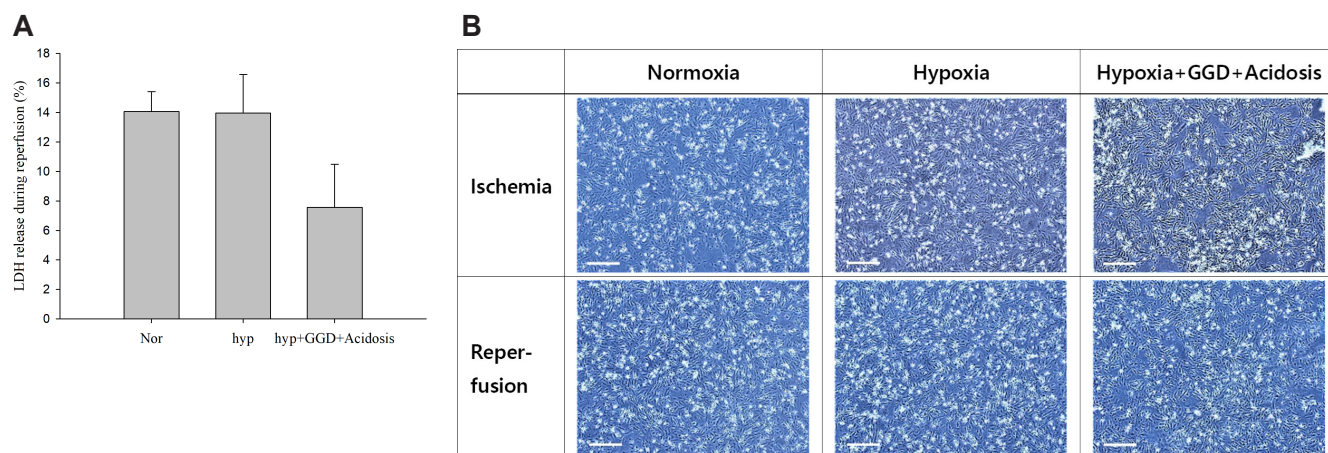 A
LDH release during reperfusion (%)
18
16
14
12
10
8
6
4
2
0
Nor
hyp
hyp+GGD+Acidosis
B
Normoxia
Hypoxia
Hypoxia+GGD+Acidosis
Ischemia
Reper-
fusion